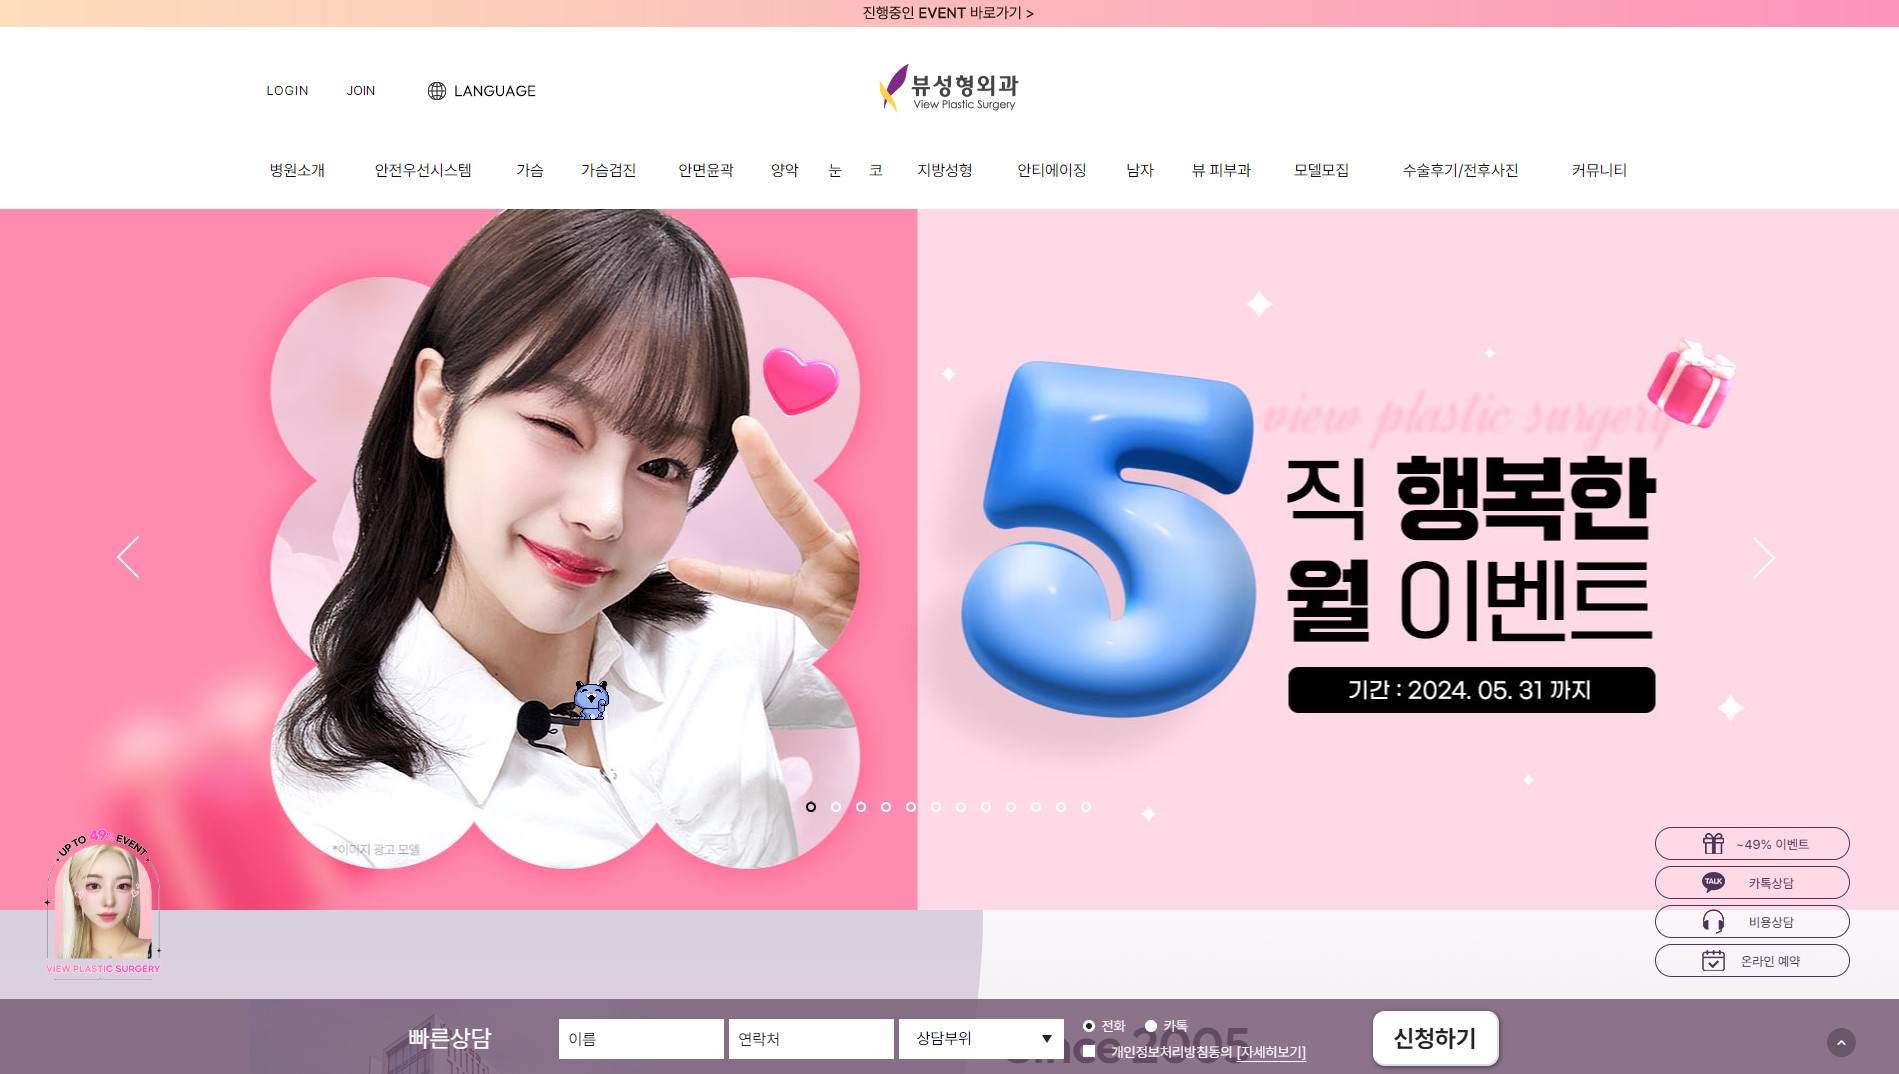 진행중인 EVENT 바로가기 >
LOGIN JOIN LANGUAGE
뷰성형외과
View Plastic Surgery
병원소개 안전우선시스템 가슴 가슴검진 안면윤곽 양악 눈 코 지방성형 안티에이징 남자 뷰 피부과 모델모집 수술후기/전후사진 커뮤니티
view plastic surgery
5
직 행복한
월 이벤트
기간 : 2024. 05. 31 까지
*이미지 광고 모델
UP TO 49% EVENT
VIEW PLASTIC SURGERY
~49% 이벤트
TALK 카톡상담
비용상담
온라인 예약
Since 2005
빠른상담 이름 연락처 상담부위 ▼ 전화 카톡
개인정보처리방침동의 [자세히보기]
신청하기